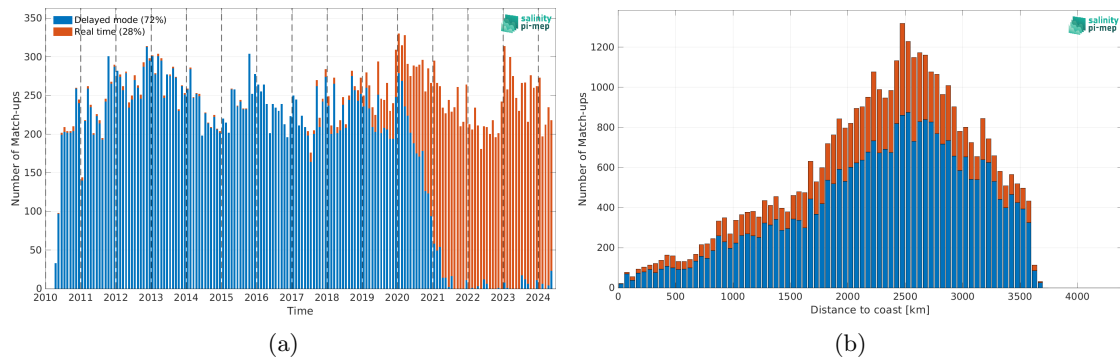 Delayed mode (72%)
Real time (28%)
salinity
pi-mep
Number of Match-ups
350
300
250
200
150
100
50
0
2010 2011 2012 2013 2014 2015 2016 2017 2018 2019 2020 2021 2022 2023 2024
Time
(a)
salinity
pi-mep
Number of Match-ups
1200
1000
800
600
400
200
0
0 500 1000 1500 2000 2500 3000 3500 4000
Distance to coast [km]
(b)